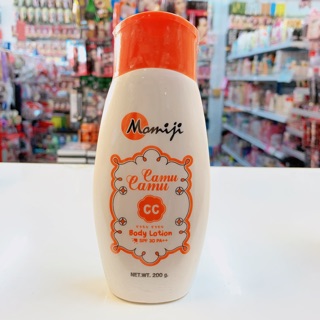 Momiji
Camu
Camu
CC
Body Lotion
SPF 30 PA++
NET.WT. 200 g.